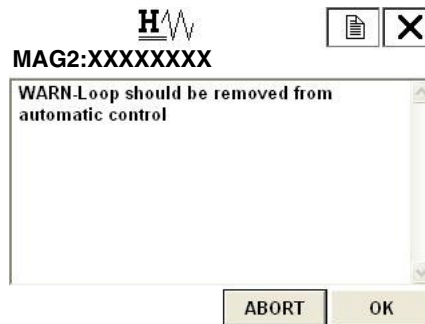 H
MAG2:XXXXXXXX
WARN-Loop should be removed from
automatic control
ABORT OK